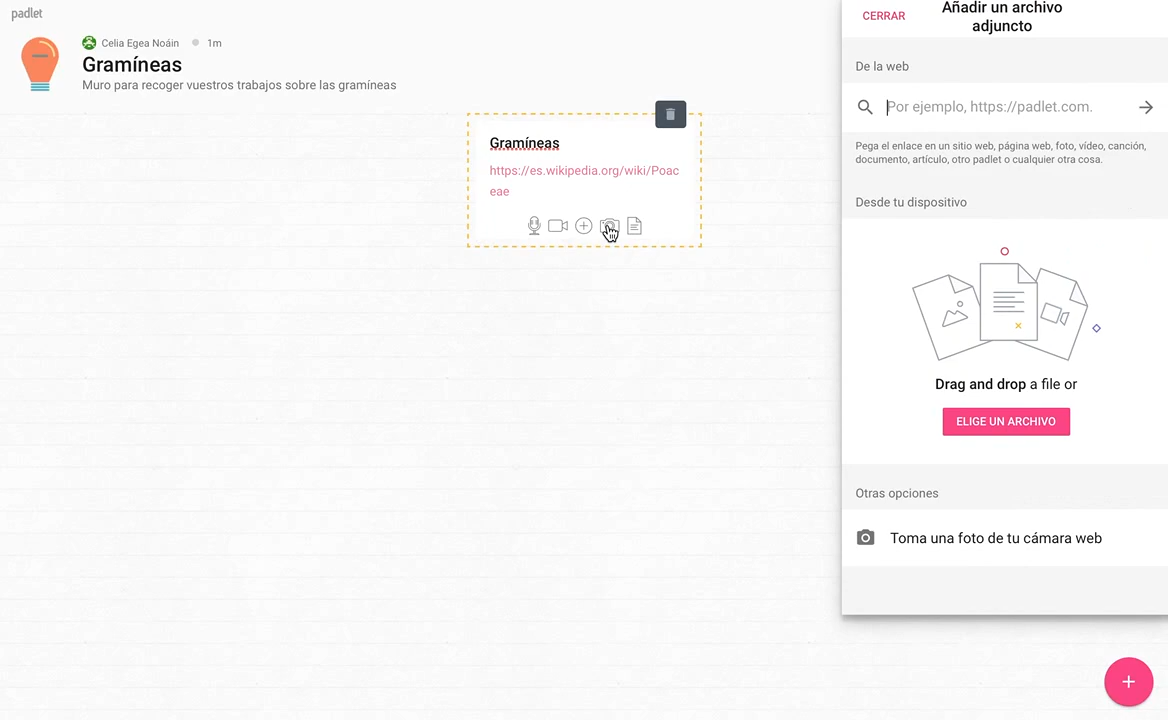 padlet
Celia Egea Noáin 1m
Gramíneas
Muro para recoger vuestros trabajos sobre las gramíneas
Gramíneas
https://es.wikipedia.org/wiki/Poac
eae
CERRAR
Añadir un archivo
adjuncto
De la web
Por ejemplo, https://padlet.com.
Pega el enlace en un sitio web, página web, foto, vídeo, canción,
documento, artículo, otro padlet o cualquier otra cosa.
Desde tu dispositivo
Drag and drop a file or
ELIGE UN ARCHIVO
Otras opciones
Toma una foto de tu cámara web